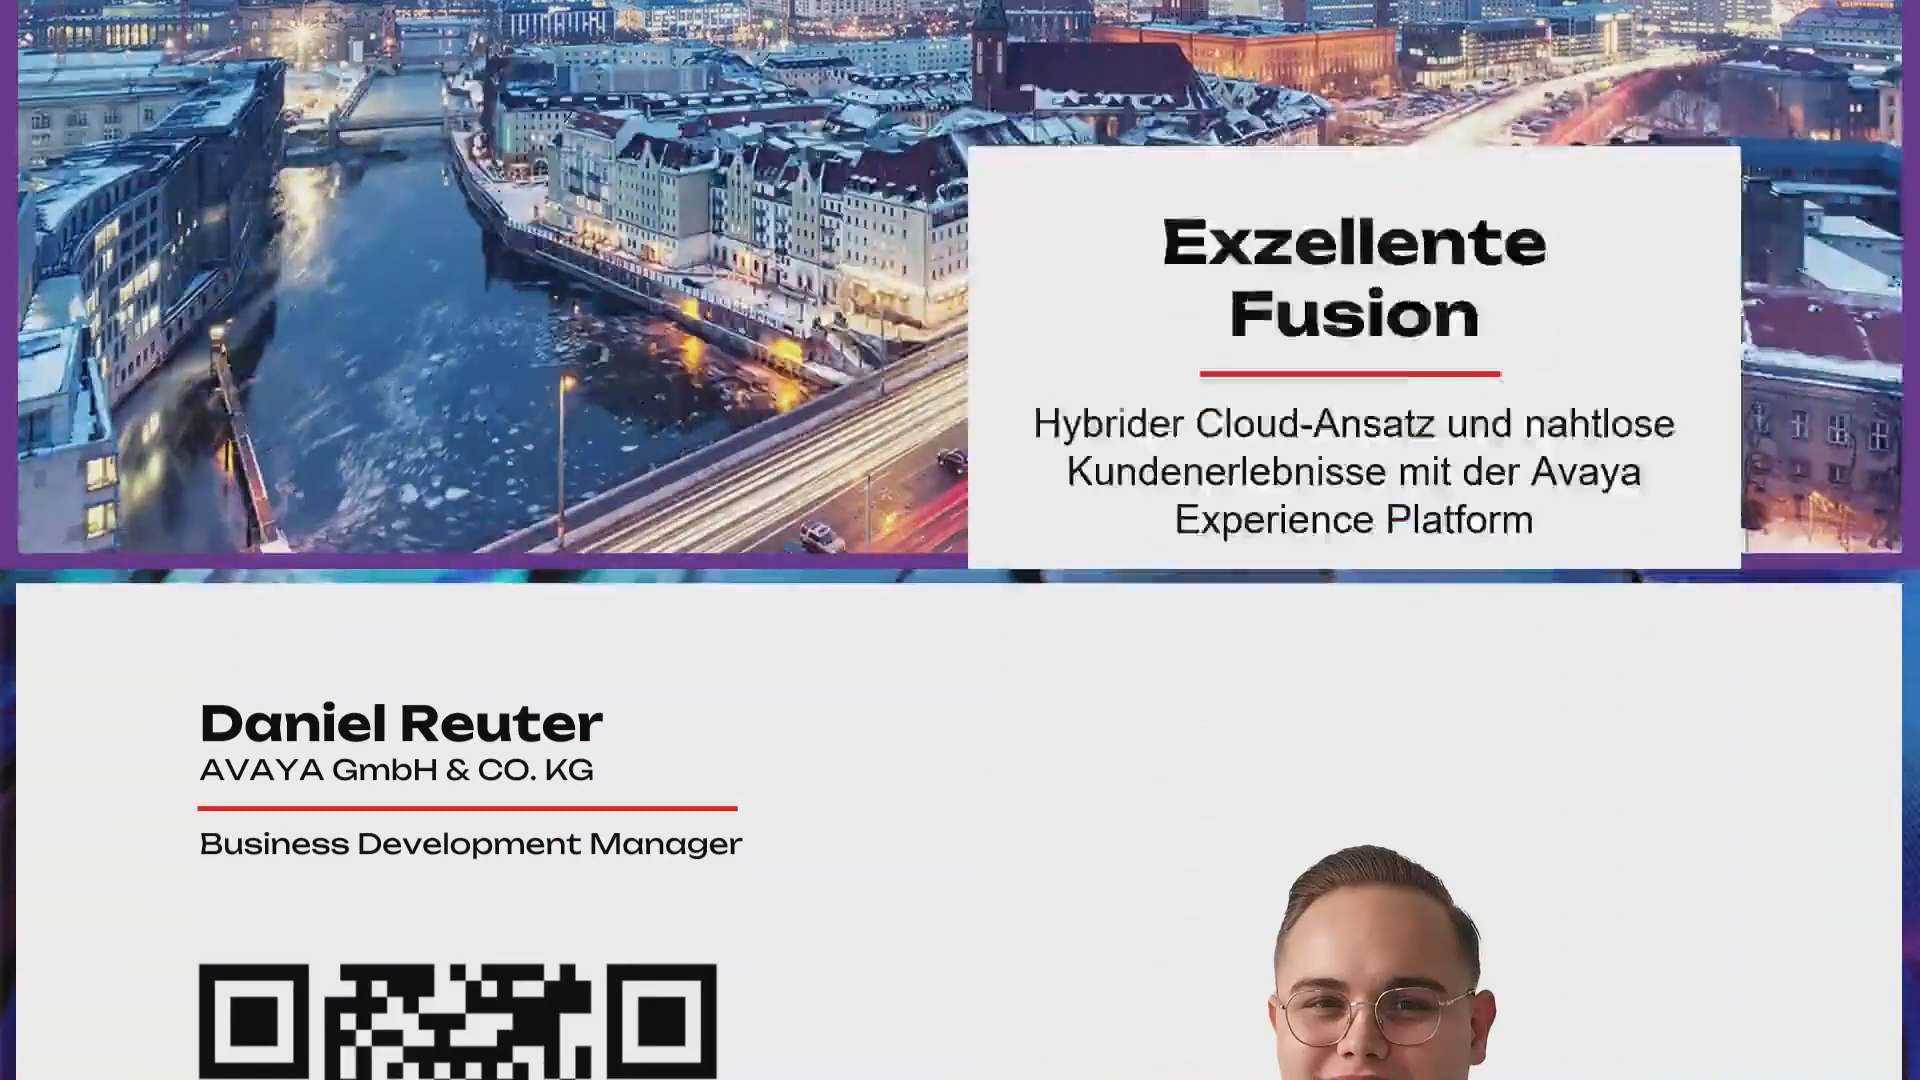 Exzellente
Fusion
Hybrider Cloud-Ansatz und nahtlose
Kundenerlebnisse mit der Avaya
Experience Platform
Daniel Reuter
AVAYA GmbH & CO. KG
Business Development Manager